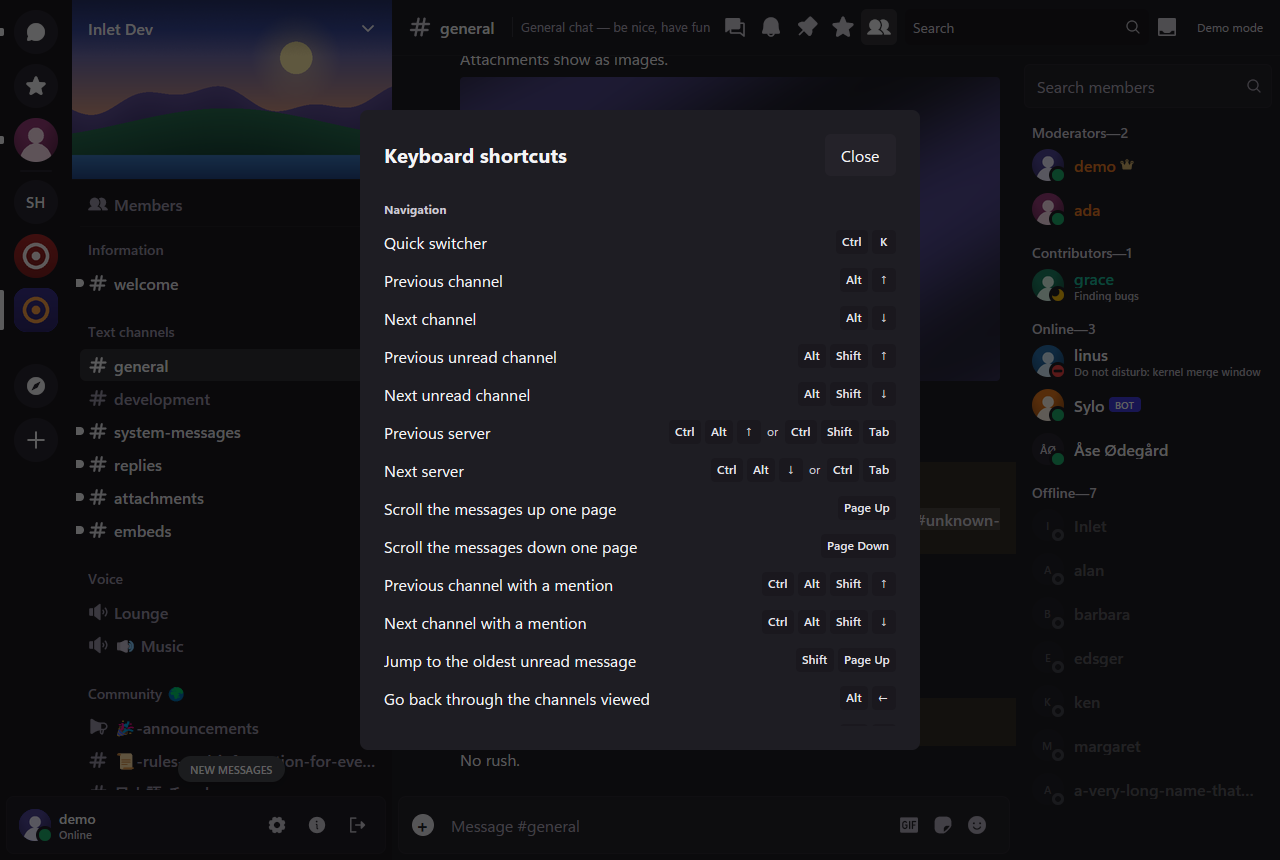 Inlet Dev
general
General chat — be nice, have fun
Search
Demo mode
Attachments show as images.
Search members
Keyboard shortcuts
Close
Navigation
Quick switcher Ctrl K
Previous channel Alt ↑
Next channel Alt ↓
Previous unread channel Alt Shift ↑
Next unread channel Alt Shift ↓
Previous server Ctrl Alt ↑ or Ctrl Shift Tab
Next server Ctrl Alt ↓ or Ctrl Tab
Scroll the messages up one page Page Up
Scroll the messages down one page Page Down
Previous channel with a mention Ctrl Alt Shift ↑
Next channel with a mention Ctrl Alt Shift ↓
Jump to the oldest unread message Shift Page Up
Go back through the channels viewed Alt ←
SH
Members
Information
welcome
Text channels
general
development
system-messages
replies
attachments
embeds
Voice
Lounge
Music
Community
-announcements
-rules-
ion-for-eve...
NEW MESSAGES
demo
Online
#unknown-
No rush.
Message #general
GIF
Moderators—2
demo
ada
Contributors—1
grace
Finding bugs
Online—3
linus
Do not disturb: kernel merge window
Sylo BOT
ÅØ
Åse Ødegård
Offline—7
I Inlet
A alan
B barbara
E edsger
K ken
M margaret
A a-very-long-name-that...